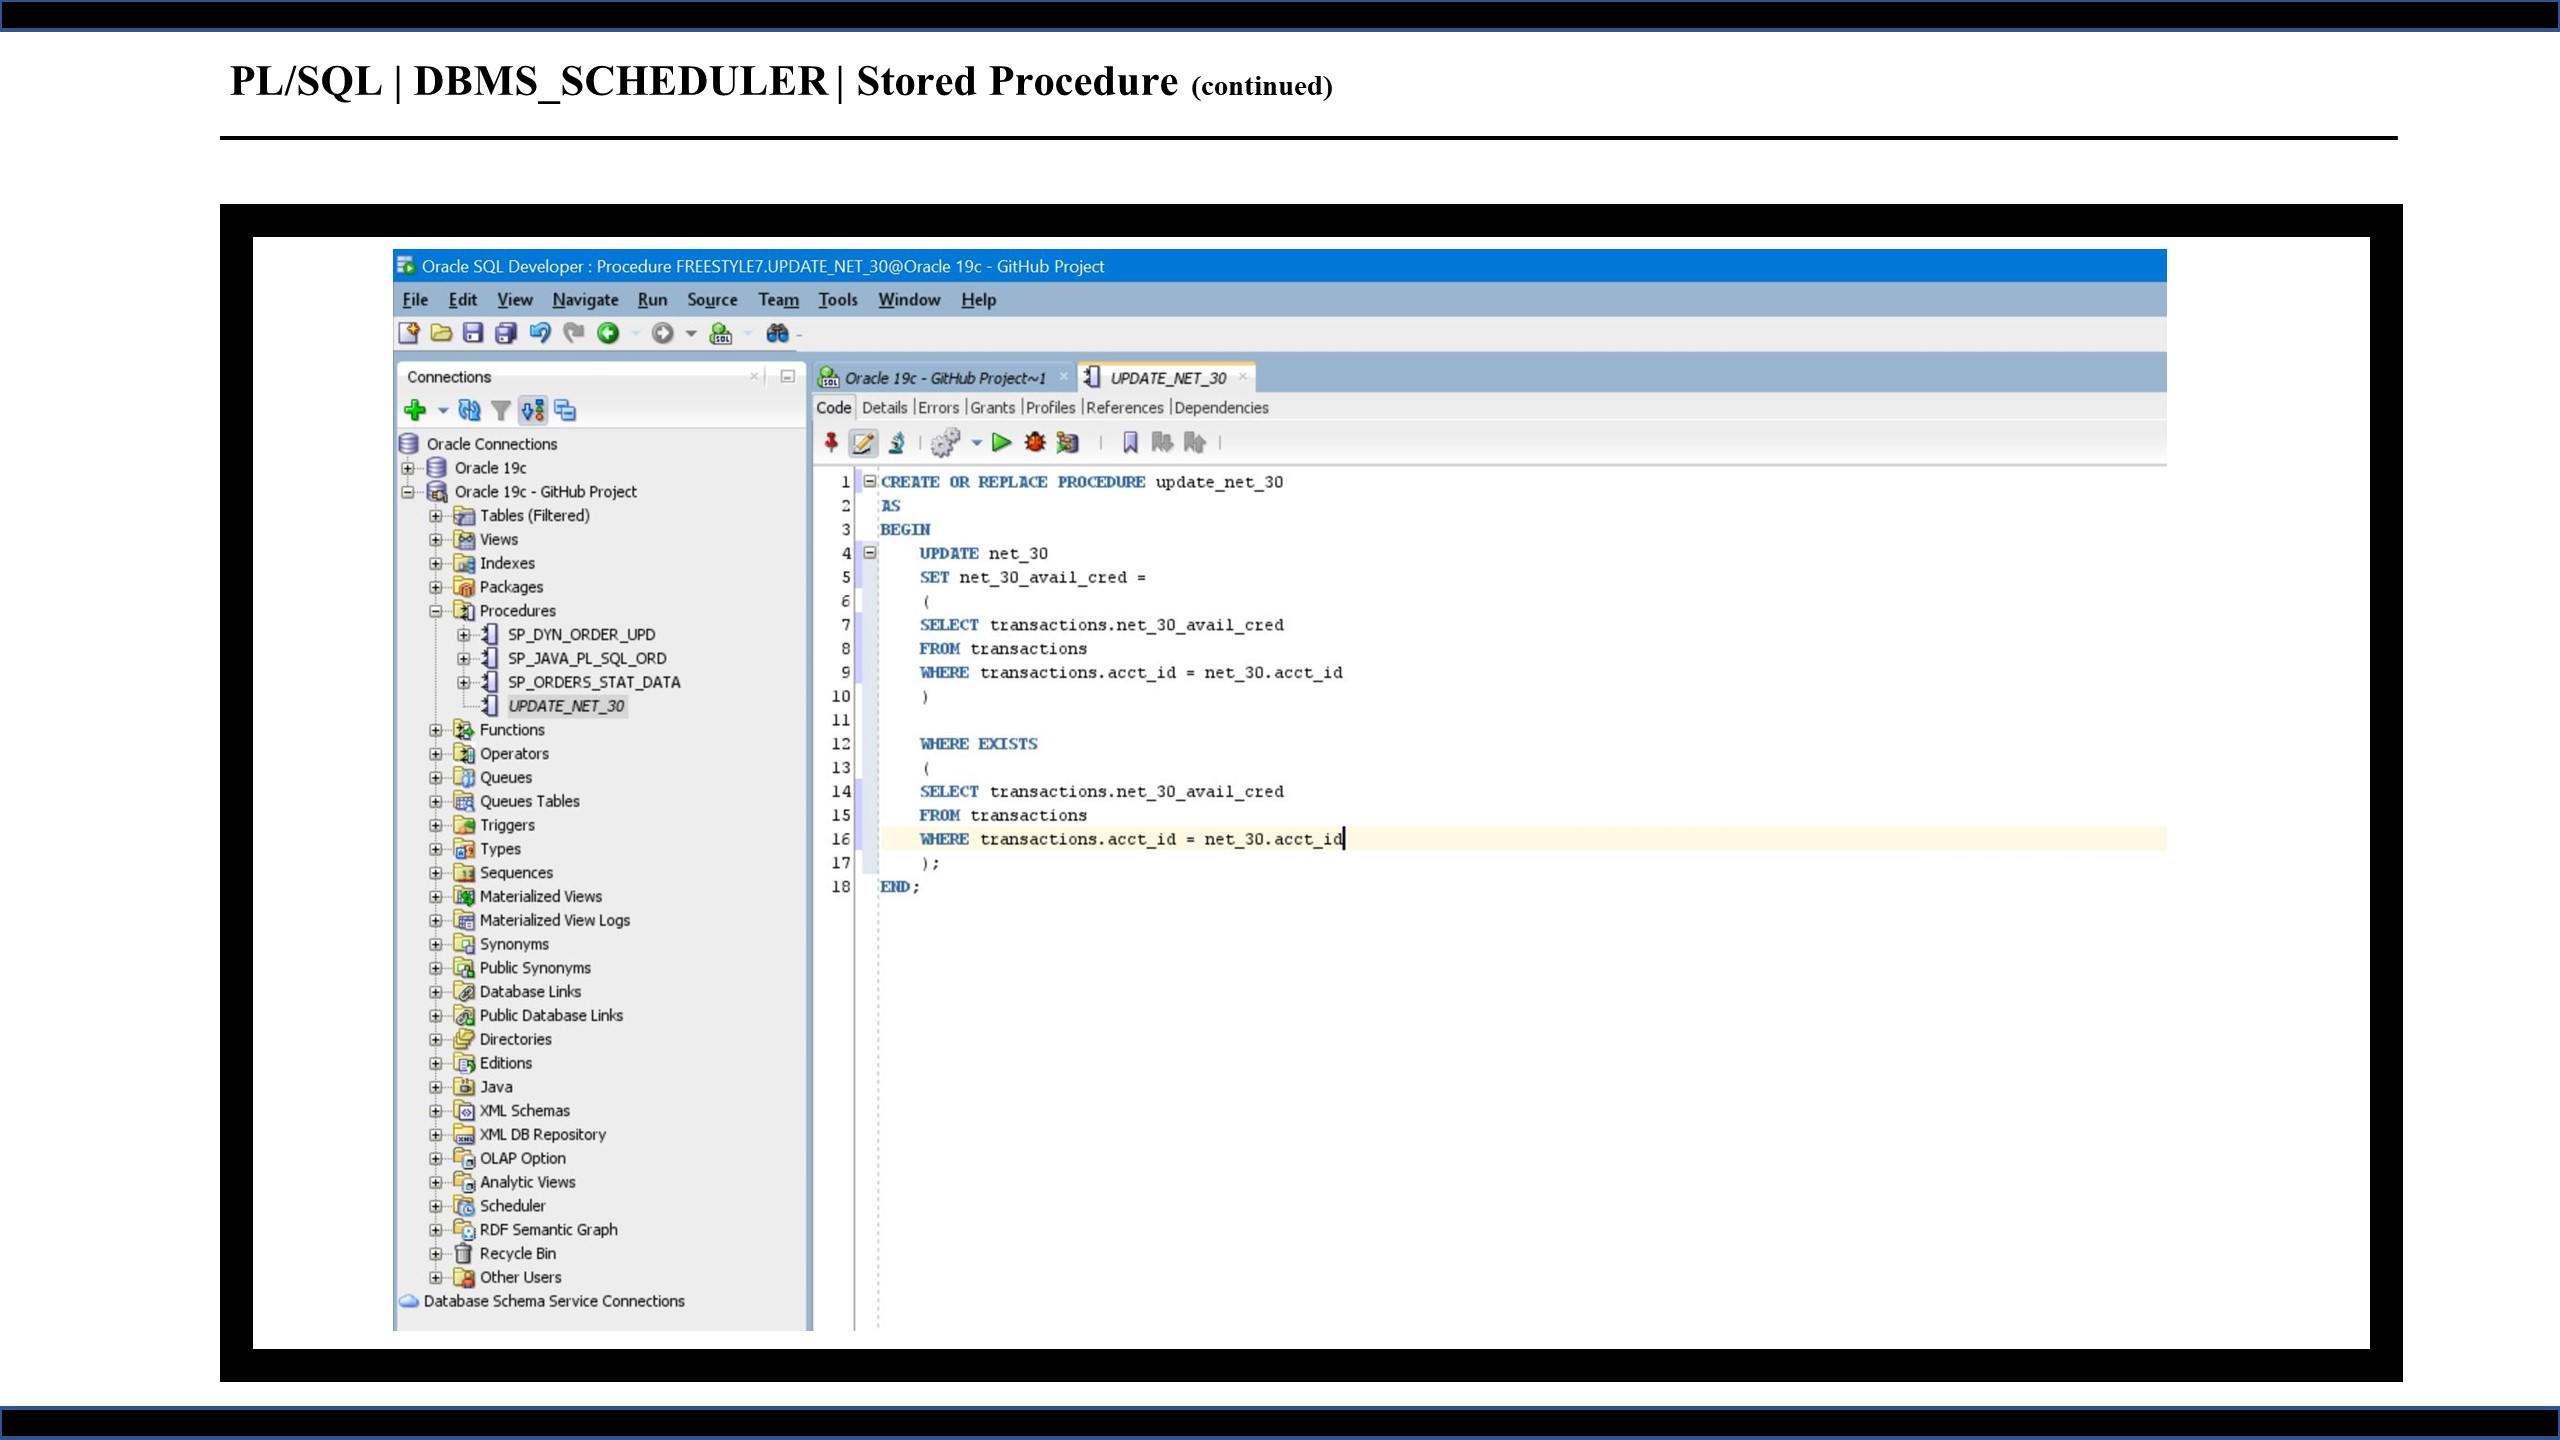 PL/SQL | DBMS_SCHEDULER | Stored Procedure (continued)
Oracle SQL Developer : Procedure FREESTYLE7.UPDATE_NET_30@Oracle 19c - GitHub Project
File Edit View Navigate Run Source Team Tools Window Help
Connections
Oracle Connections
Oracle 19c
Oracle 19c - GitHub Project
Tables (Filtered)
Views
Indexes
Packages
Procedures
SP_DYN_ORDER_UPD
SP_JAVA_PL_SQL_ORD
SP_ORDERS_STAT_DATA
UPDATE_NET_30
Functions
Operators
Queues
Queues Tables
Triggers
Types
Sequences
Materialized Views
Materialized View Logs
Synonyms
Public Synonyms
Database Links
Public Database Links
Directories
Editions
Java
XML Schemas
XML DB Repository
OLAP Option
Analytic Views
Scheduler
RDF Semantic Graph
Recycle Bin
Other Users
Database Schema Service Connections
Oracle 19c - GitHub Project~1 UPDATE_NET_30
Code Details Errors Grants Profiles References Dependencies
1 CREATE OR REPLACE PROCEDURE update_net_30
2 AS
3 BEGIN
4 UPDATE net_30
5 SET net_30_avail_cred =
6 (
7 SELECT transactions.net_30_avail_cred
8 FROM transactions
9 WHERE transactions.acct_id = net_30.acct_id
10 )
11
12 WHERE EXISTS
13 (
14 SELECT transactions.net_30_avail_cred
15 FROM transactions
16 WHERE transactions.acct_id = net_30.acct_id
17 );
18 END;